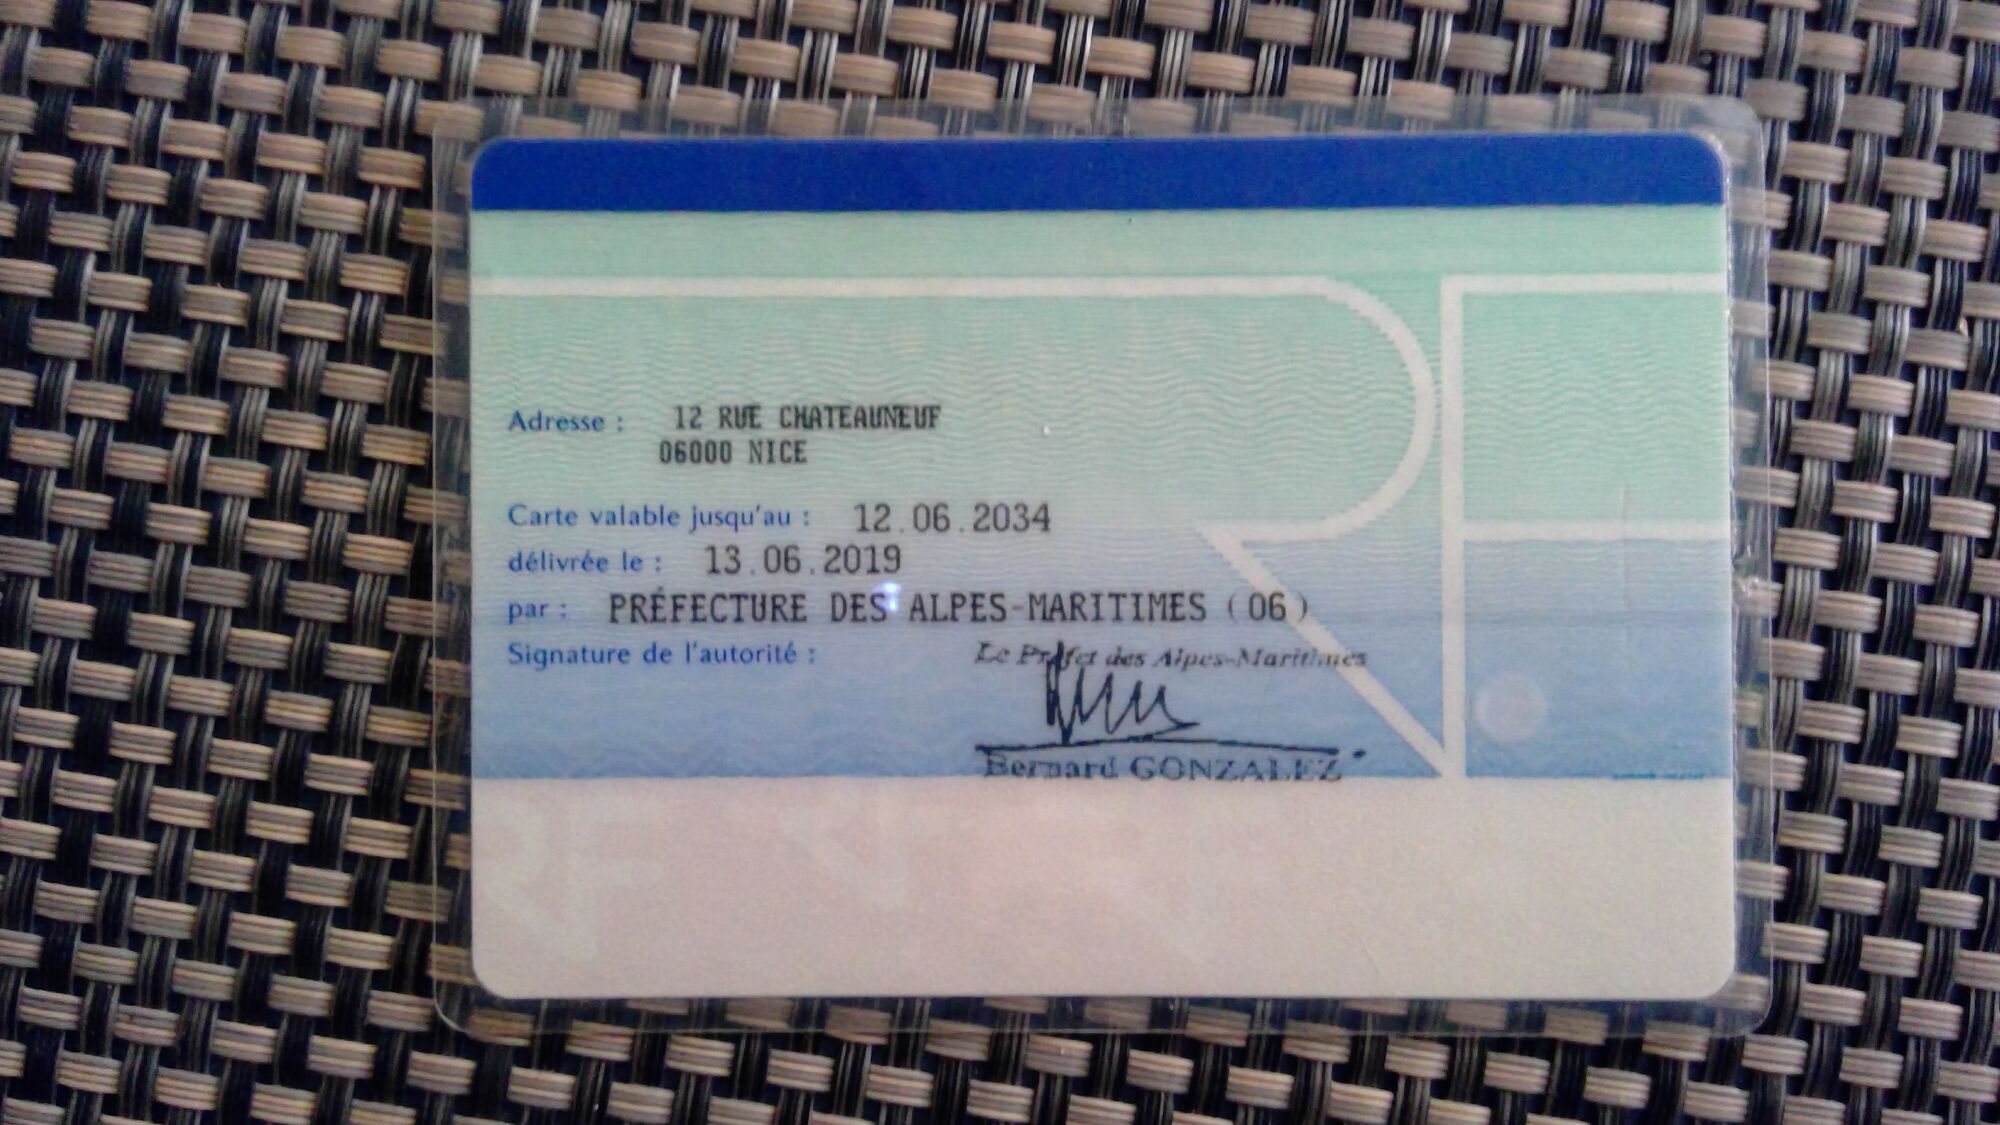 Adresse : 12 RUE CHATEAUNEUF
06000 NICE
Carte valable jusqu'au : 12.06.2034
délivrée le : 13.06.2019
par : PRÉFECTURE DES ALPES-MARITIMES (06)
Signature de l'autorité : Le Préfet des Alpes-Maritimes
Bernard GONZALEZ
RF